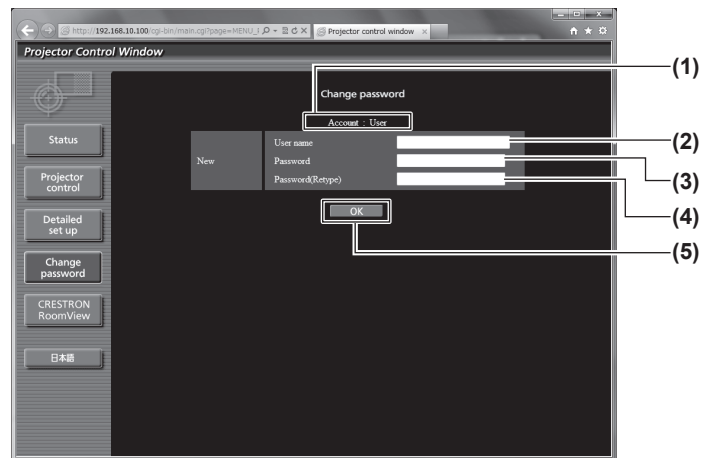 http://192.168.10.100/cgi-bin/main.cgi?page=MENU_I
Projector control window
Projector Control Window
(1)
Change password
Account : User
Status
User name
(2)
New
Password
(3)
Projector
control
Password(Retype)
(4)
OK
Detailed
set up
(5)
Change
password
CRESTRON
RoomView
日本語